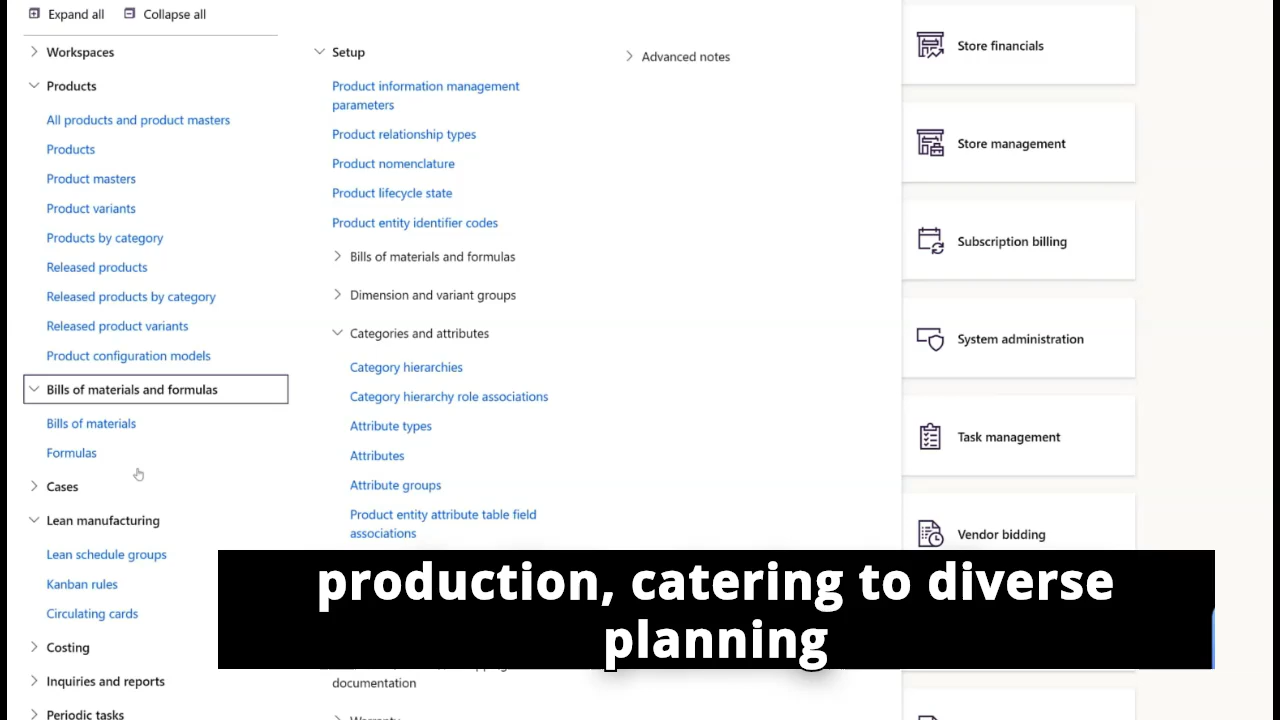 Expand all
Collapse all
Workspaces
Products
All products and product masters
Products
Product masters
Product variants
Products by category
Released products
Released products by category
Released product variants
Product configuration models
Bills of materials and formulas
Bills of materials
Formulas
Cases
Lean manufacturing
Lean schedule groups
Kanban rules
Circulating cards
Costing
Inquiries and reports
Periodic tasks
Setup
Product information management
parameters
Product relationship types
Product nomenclature
Product lifecycle state
Product entity identifier codes
Bills of materials and formulas
Dimension and variant groups
Categories and attributes
Category hierarchies
Category hierarchy role associations
Attribute types
Attributes
Attribute groups
Product entity attribute table field
associations
documentation
Warranty
Advanced notes
Store financials
Store management
Subscription billing
System administration
Task management
Vendor bidding
production, catering to diverse
planning